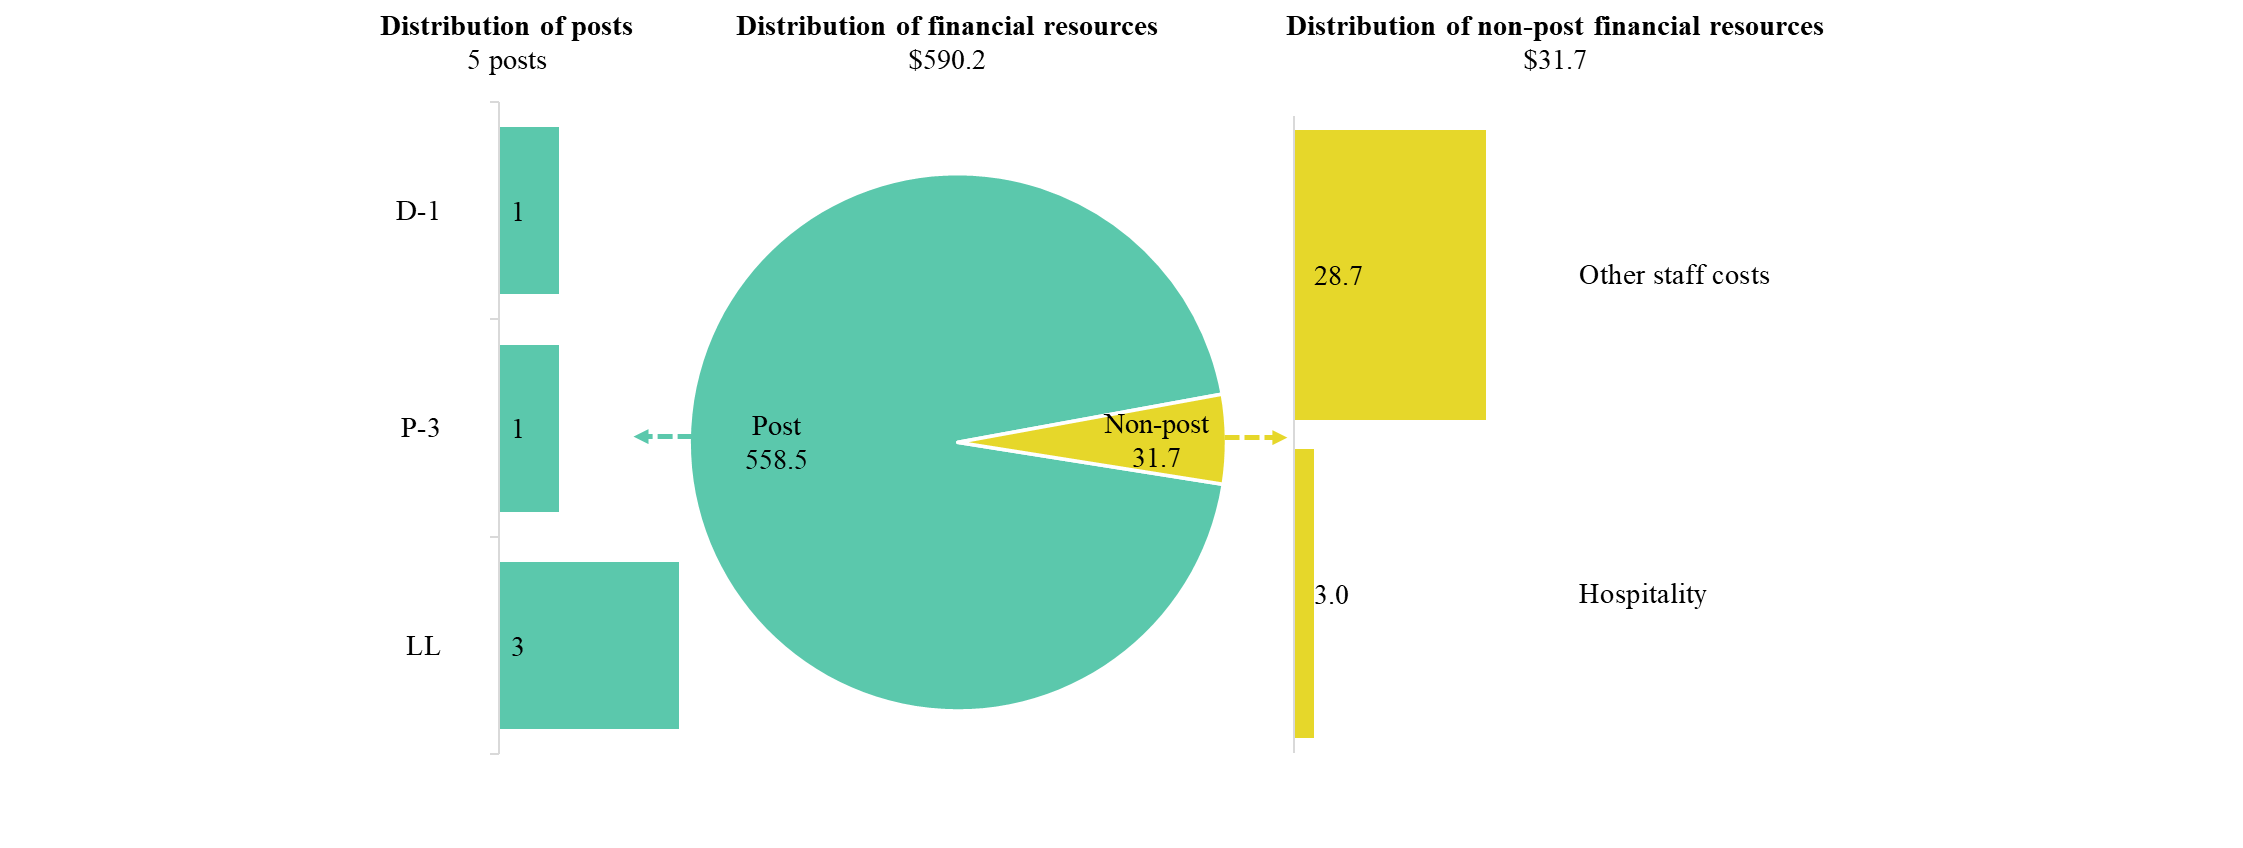 Distribution of posts
5 posts
D-1
1
P-3
1
LL
3
Distribution of financial resources
$590.2
Post
558.5
Non-post
31.7
Distribution of non-post financial resources
$31.7
28.7
Other staff costs
3.0
Hospitality